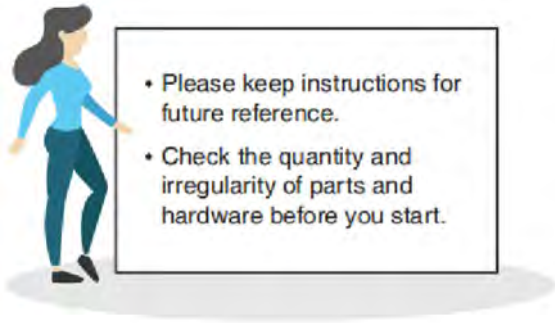 • Please keep instructions for
future reference.
• Check the quantity and
irregularity of parts and
hardware before you start.